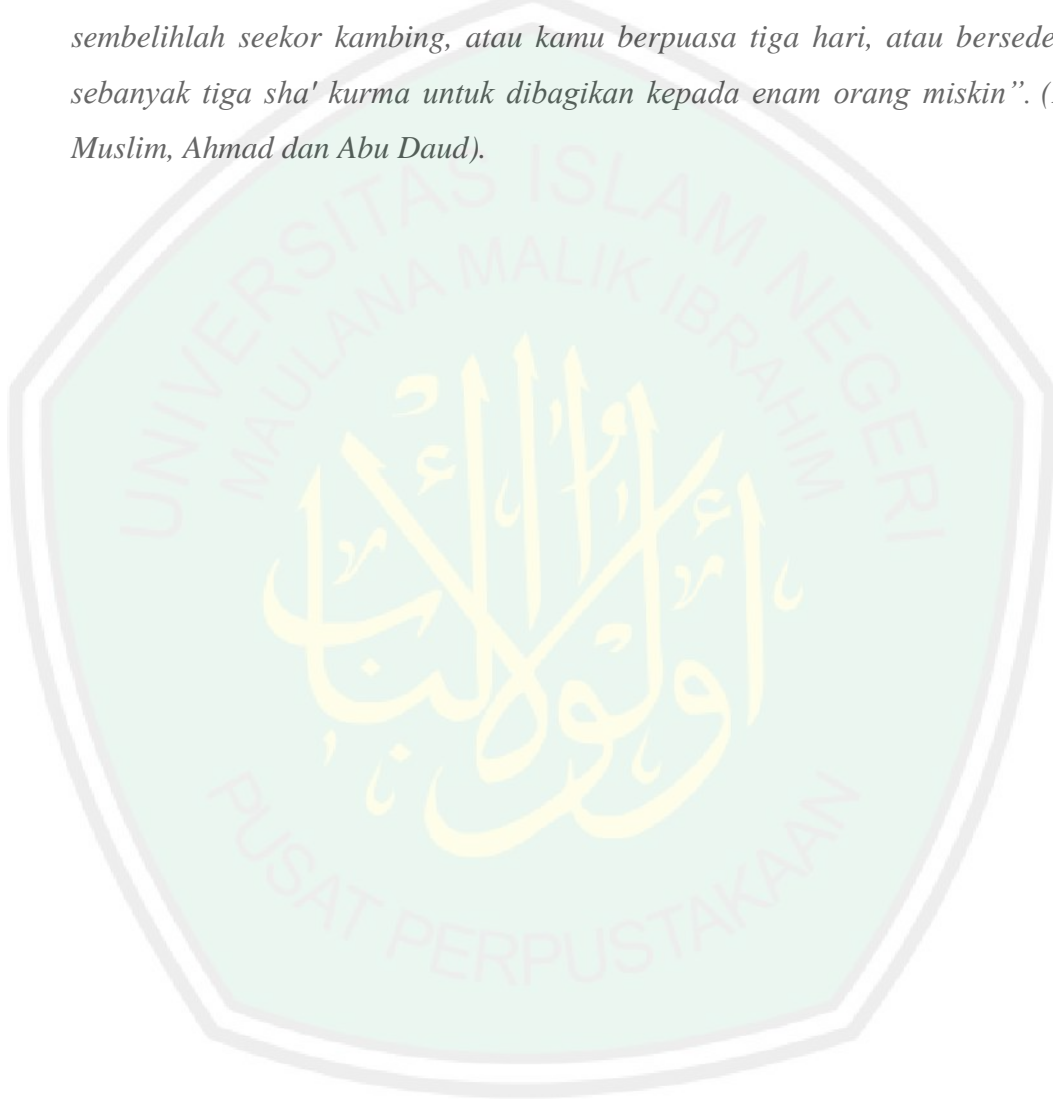 sembelihlah seekor kambing, atau kamu berpuasa tiga hari, atau bersede
sebanyak tiga sha' kurma untuk dibagikan kepada enam orang miskin”. (
Muslim, Ahmad dan Abu Daud).
UNIVERSITAS ISLAM NEGERI
MAULANA MALIK IBRAHIM
أولوا الألباب
PUSAT PERPUSTAKAAN